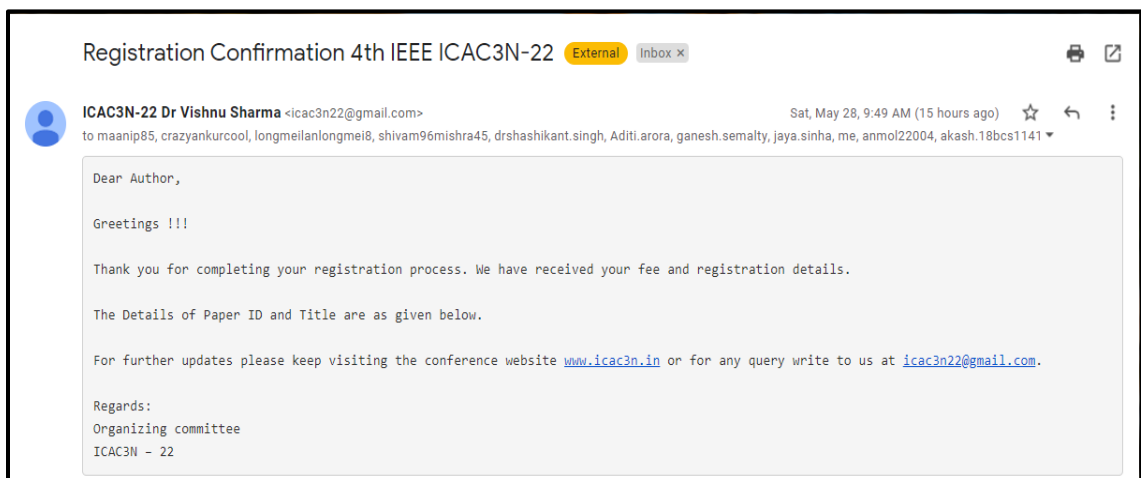 Registration Confirmation 4th IEEE ICAC3N-22 External Inbox ×
ICAC3N-22 Dr Vishnu Sharma <icac3n22@gmail.com> Sat, May 28, 9:49 AM (15 hours ago)
to maanip85, crazyankurcool, longmeilanlongmei8, shivam96mishra45, drshashikant.singh, Aditi.arora, ganesh.semalty, jaya.sinha, me, anmol22004, akash.18bcs1141
Dear Author,
Greetings !!!
Thank you for completing your registration process. We have received your fee and registration details.
The Details of Paper ID and Title are as given below.
For further updates please keep visiting the conference website www.icac3n.in or for any query write to us at icac3n22@gmail.com.
Regards:
Organizing committee
ICAC3N – 22